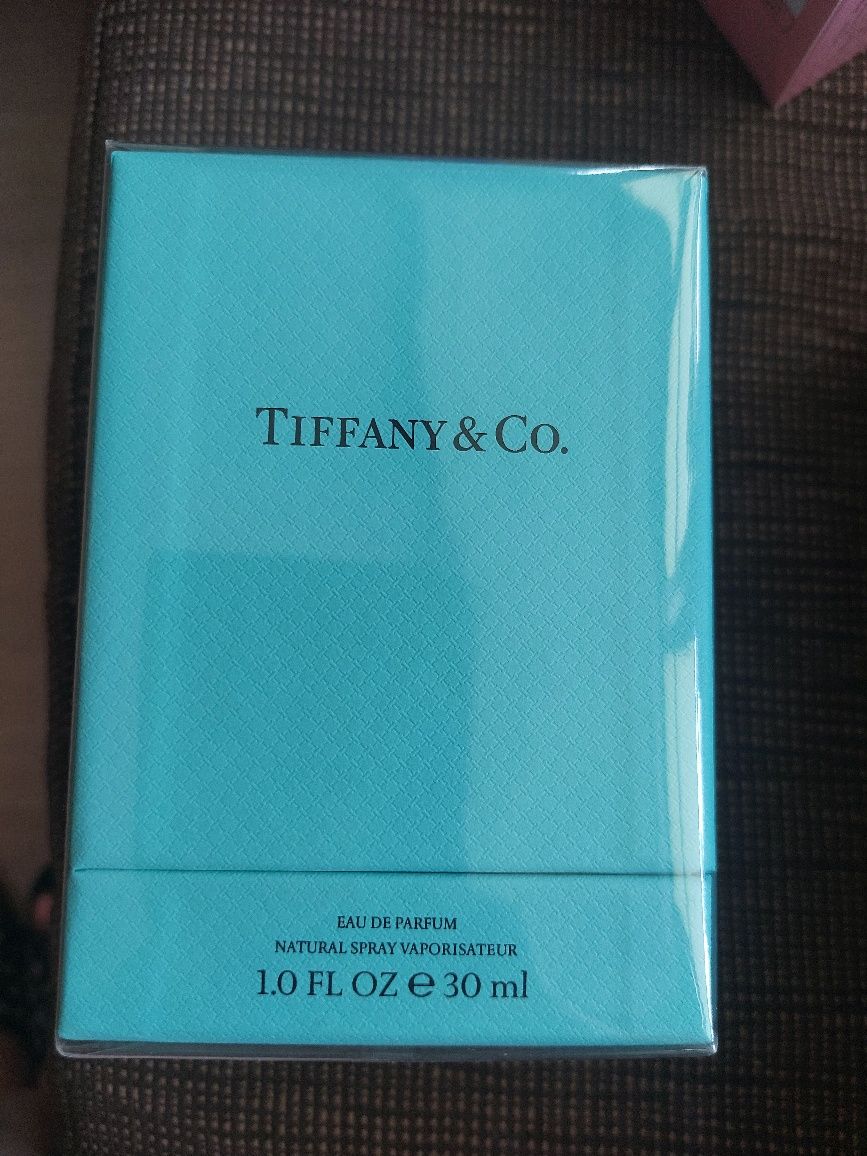 TIFFANY & CO.
EAU DE PARFUM
NATURAL SPRAY VAPORISATEUR
1.0 FL OZ ℮ 30 ml